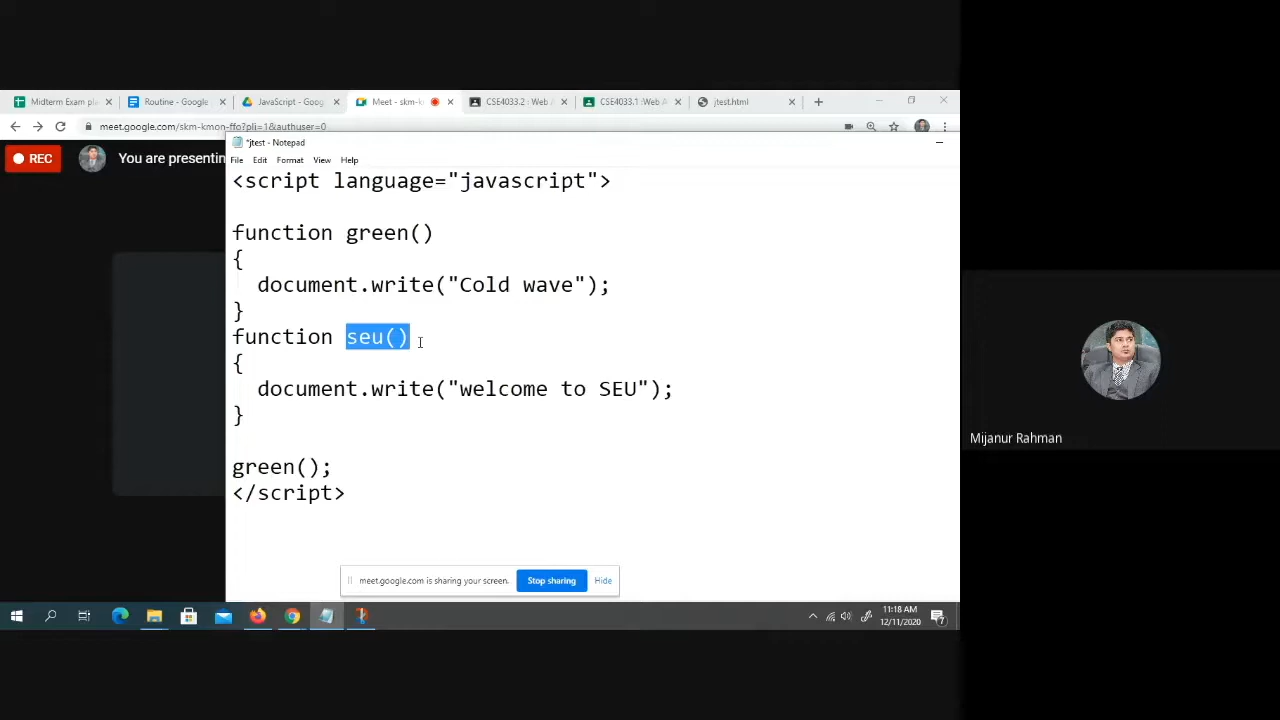 Midterm Exam pla
Routine - Google
JavaScript - Goog
Meet - skm-k
CSE4033.2 : Web A
CSE4033.1 :Web A
jtest.html
meet.google.com/skm-kmon-ffo?pli=1&authuser=0
REC
You are presentin
*jtest - Notepad
File Edit Format View Help
<script language="javascript">
function green()
{
document.write("Cold wave");
}
function seu()
{
document.write("welcome to SEU");
}
green();
</script>
Mijanur Rahman
meet.google.com is sharing your screen.
Stop sharing
Hide
11:18 AM
12/11/2020
7